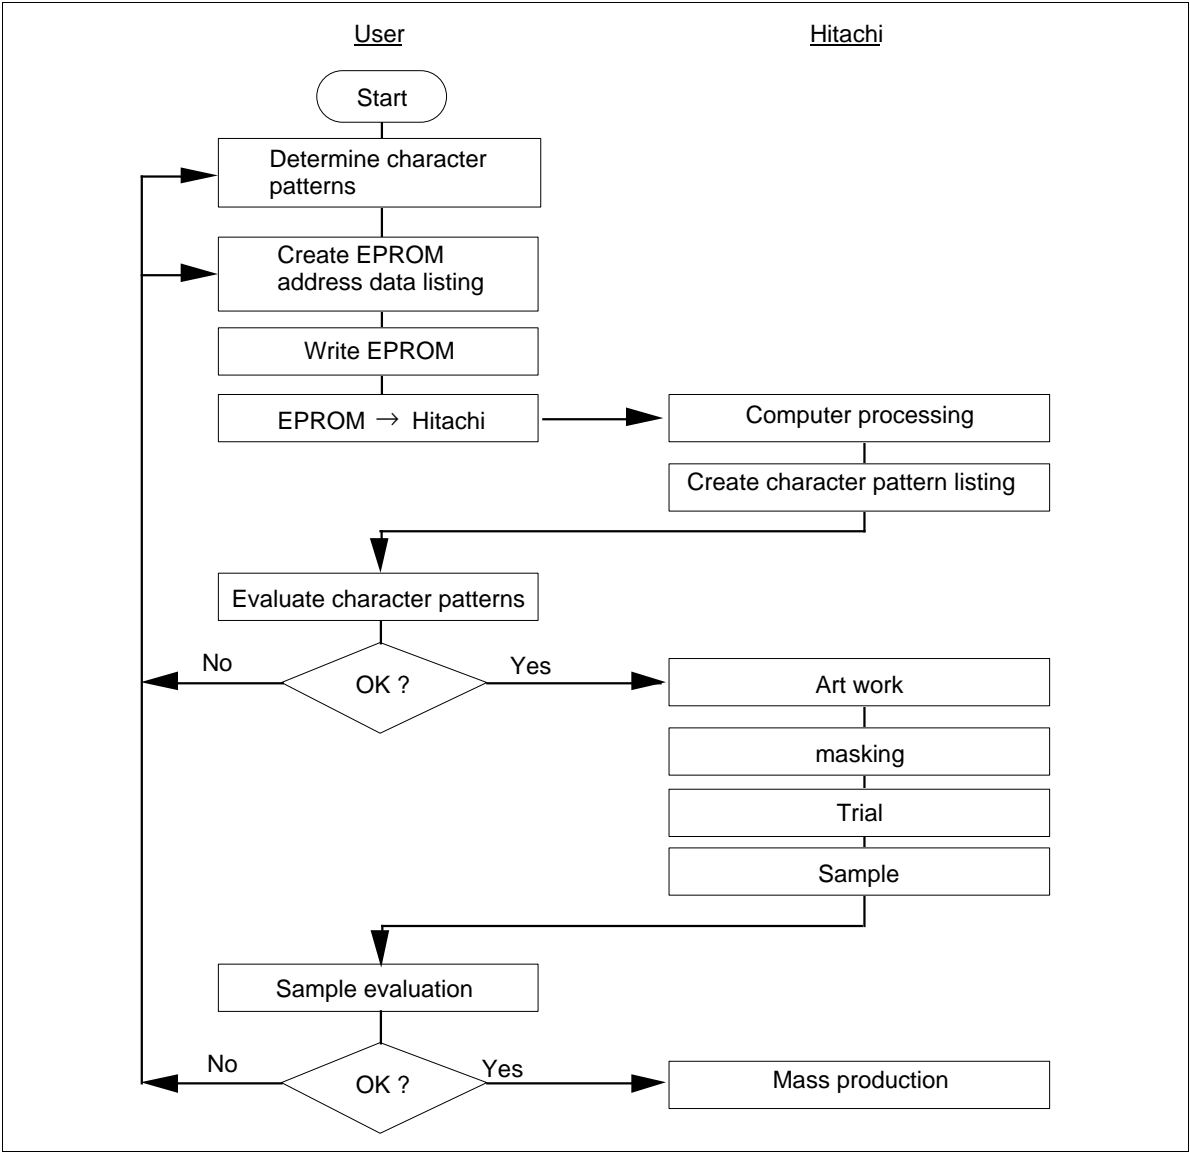 User
Hitachi
Start
Determine character
patterns
Create EPROM
address data listing
Write EPROM
EPROM → Hitachi
Computer processing
Create character pattern listing
Evaluate character patterns
No
OK ?
Yes
Art work
masking
Trial
Sample
Sample evaluation
No
OK ?
Yes
Mass production